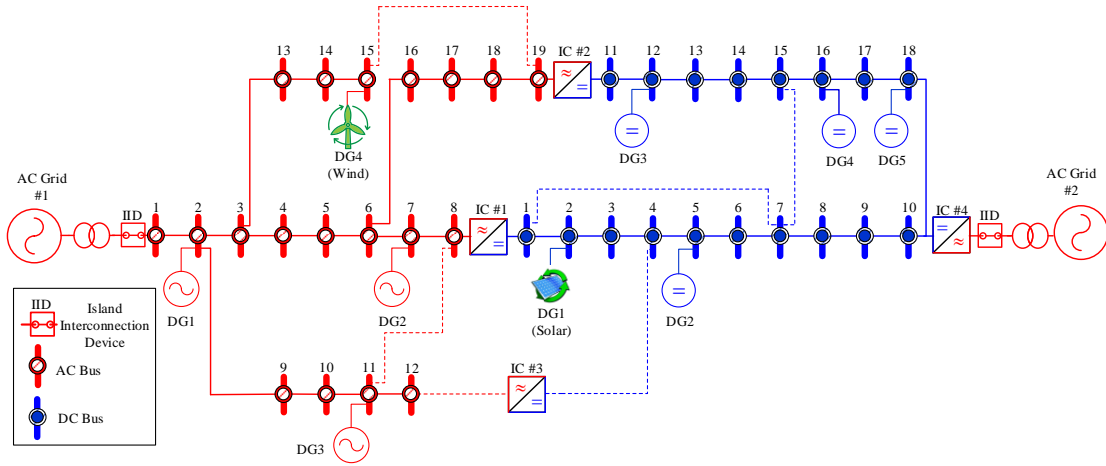 13 14 15 16 17 18 19 IC #2 11 12 13 14 15 16 17 18
DG4
(Wind)
DG3
DG4
DG5
AC Grid
#1
IID
1 2 3 4 5 6 7 8 IC #1 1 2 3 4 5 6 7 8 9 10 IC #4 IID
AC Grid
#2
DG1
DG2
DG1
(Solar)
DG2
IID
Island
Interconnection
Device
AC Bus
DC Bus
9 10 11 12 IC #3
DG3